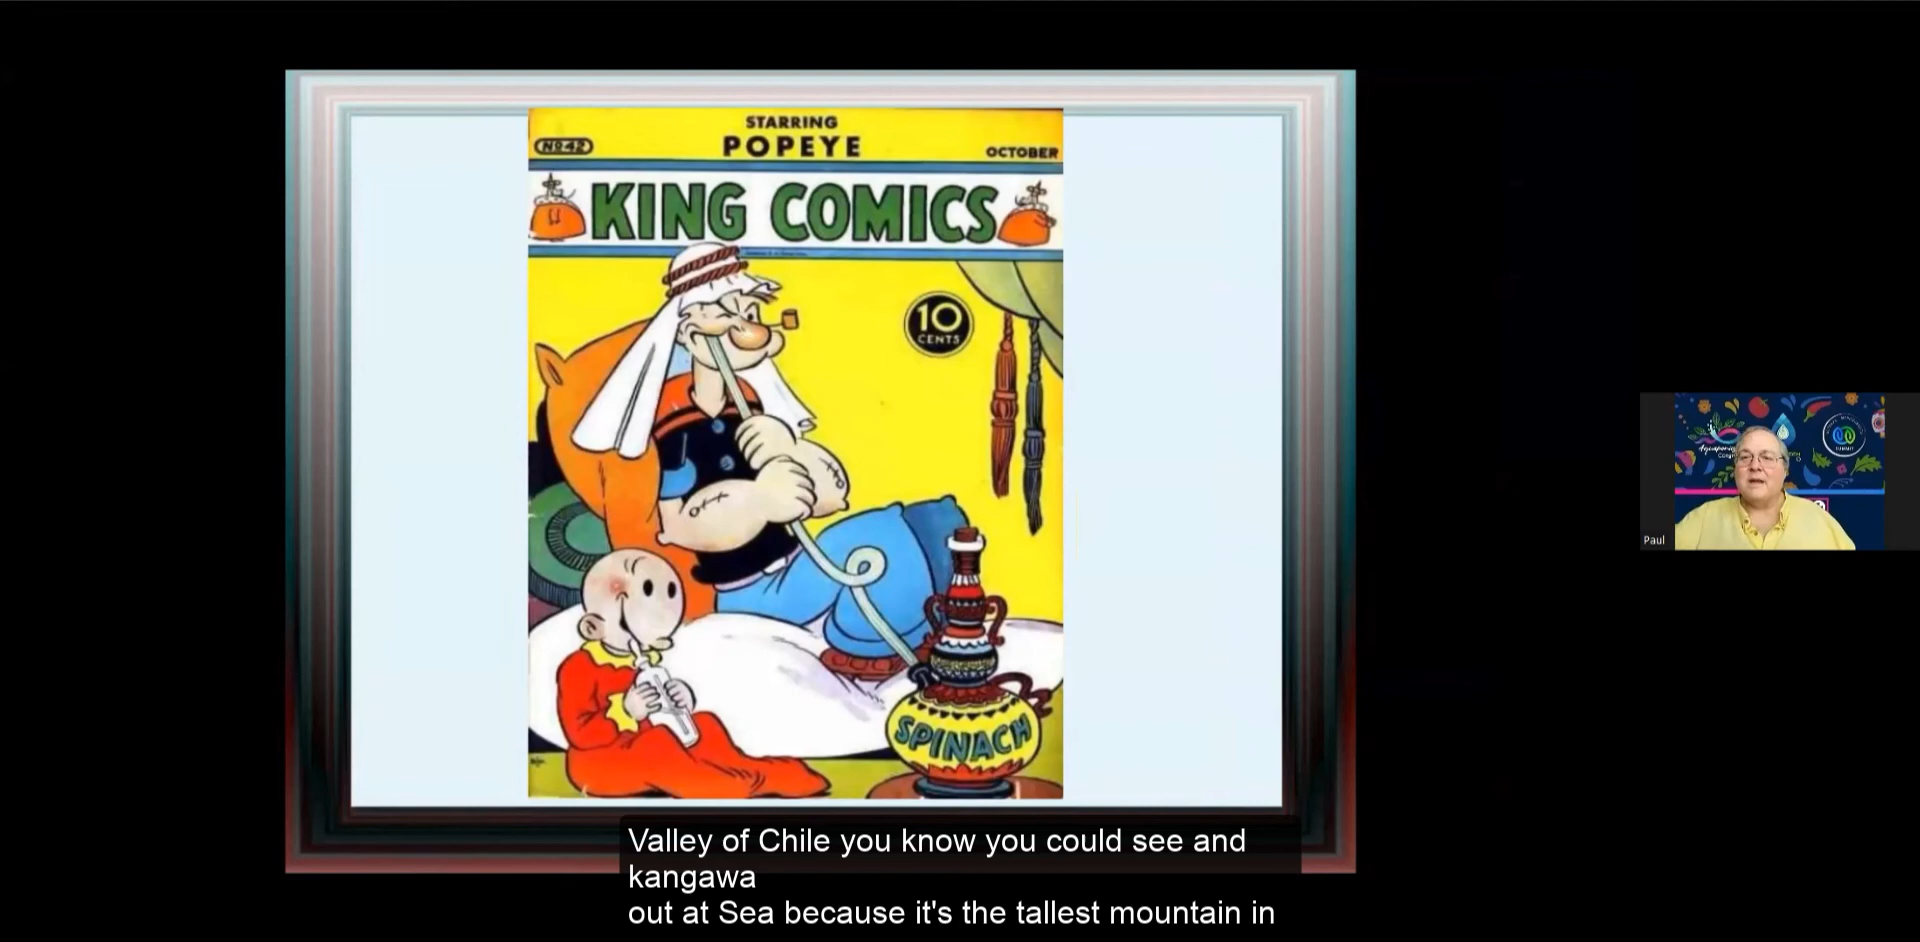 STARRING
POPEYE
No 42
OCTOBER
KING COMICS
10
CENTS
SPINACH
Paul
Valley of Chile you know you could see and
kangawa
out at Sea because it's the tallest mountain in